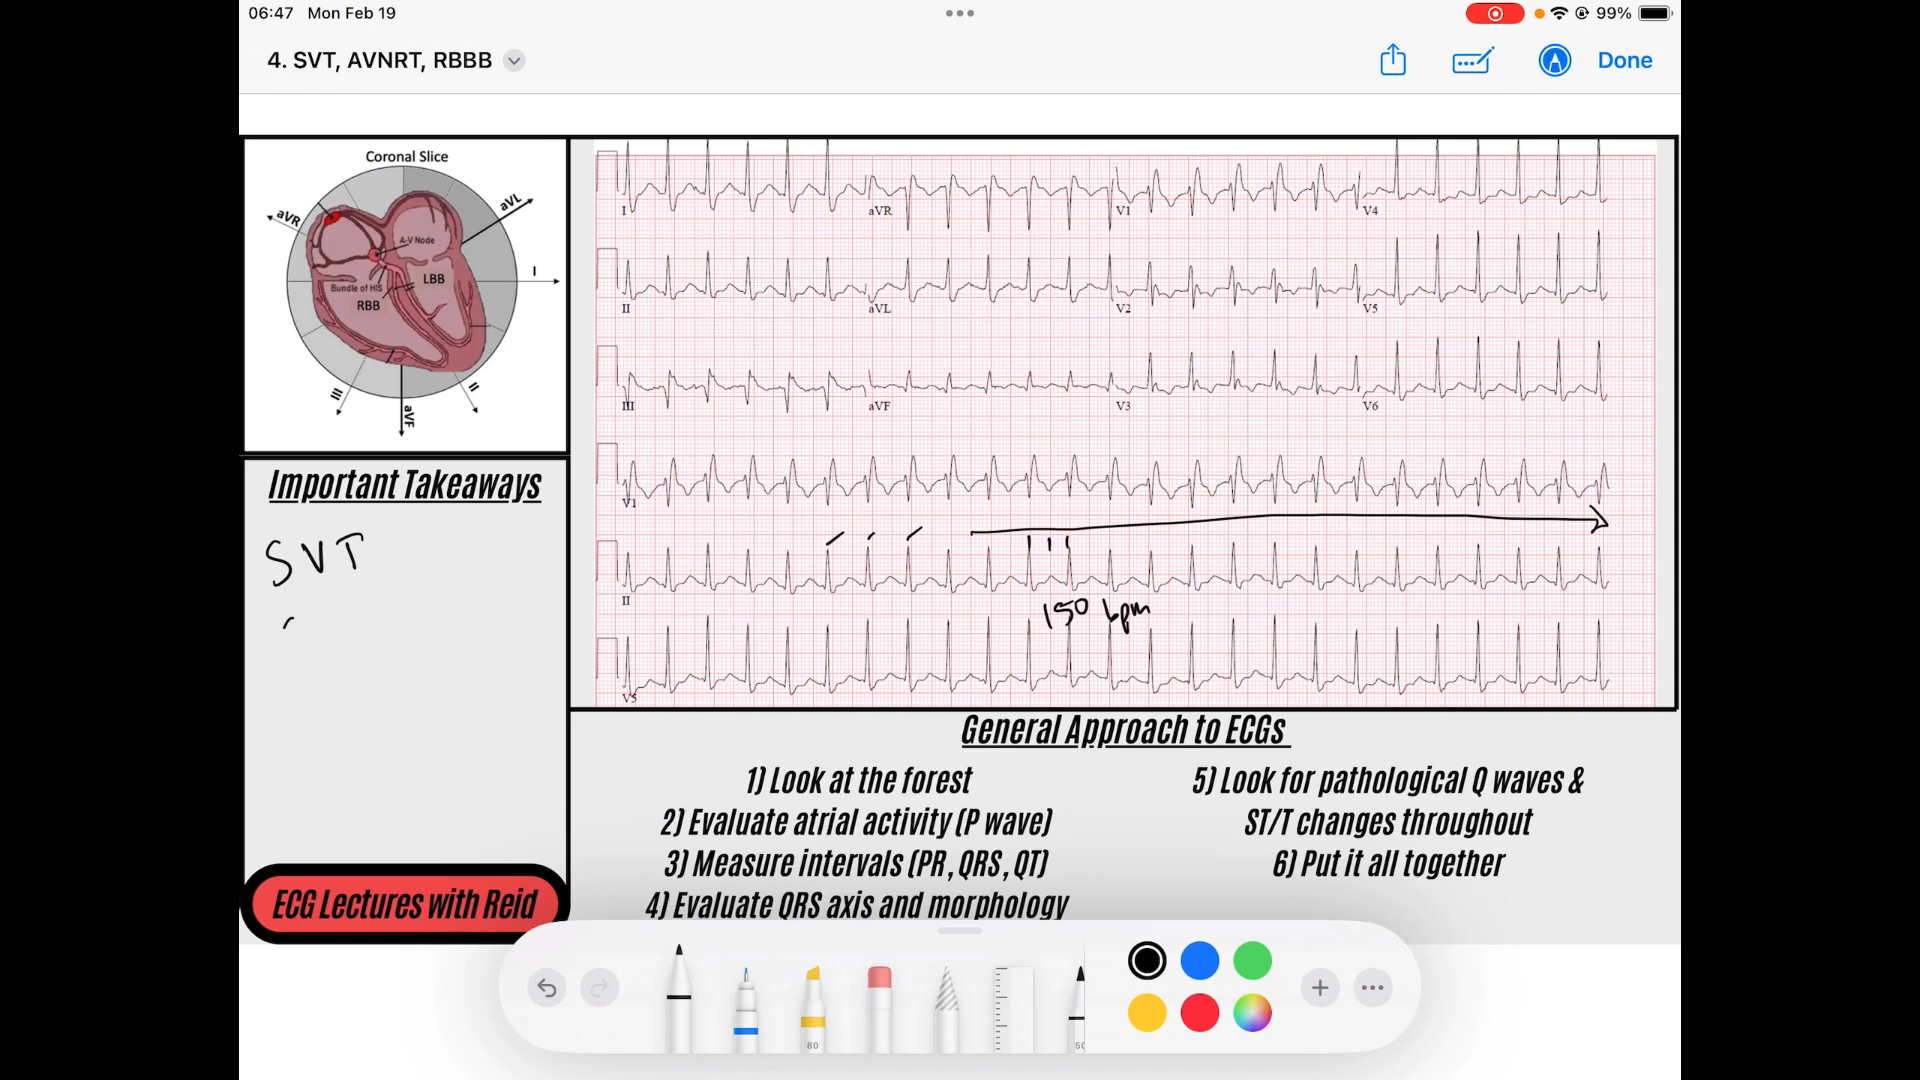 06:47 Mon Feb 19
99%
4. SVT, AVNRT, RBBB
Done
Coronal Slice
aVR
aVL
A-V Node
I
LBB
Bundle of HIS
RBB
III
aVF
II
Important Takeaways
SVT
ECG Lectures with Reid
I
aVR
V1
V4
II
aVL
V2
V5
III
aVF
V3
V6
V1
II
150 bpm
V5
General Approach to ECGs
1) Look at the forest
2) Evaluate atrial activity (P wave)
3) Measure intervals (PR, QRS, QT)
4) Evaluate QRS axis and morphology
5) Look for pathological Q waves &
ST/T changes throughout
6) Put it all together
80
50